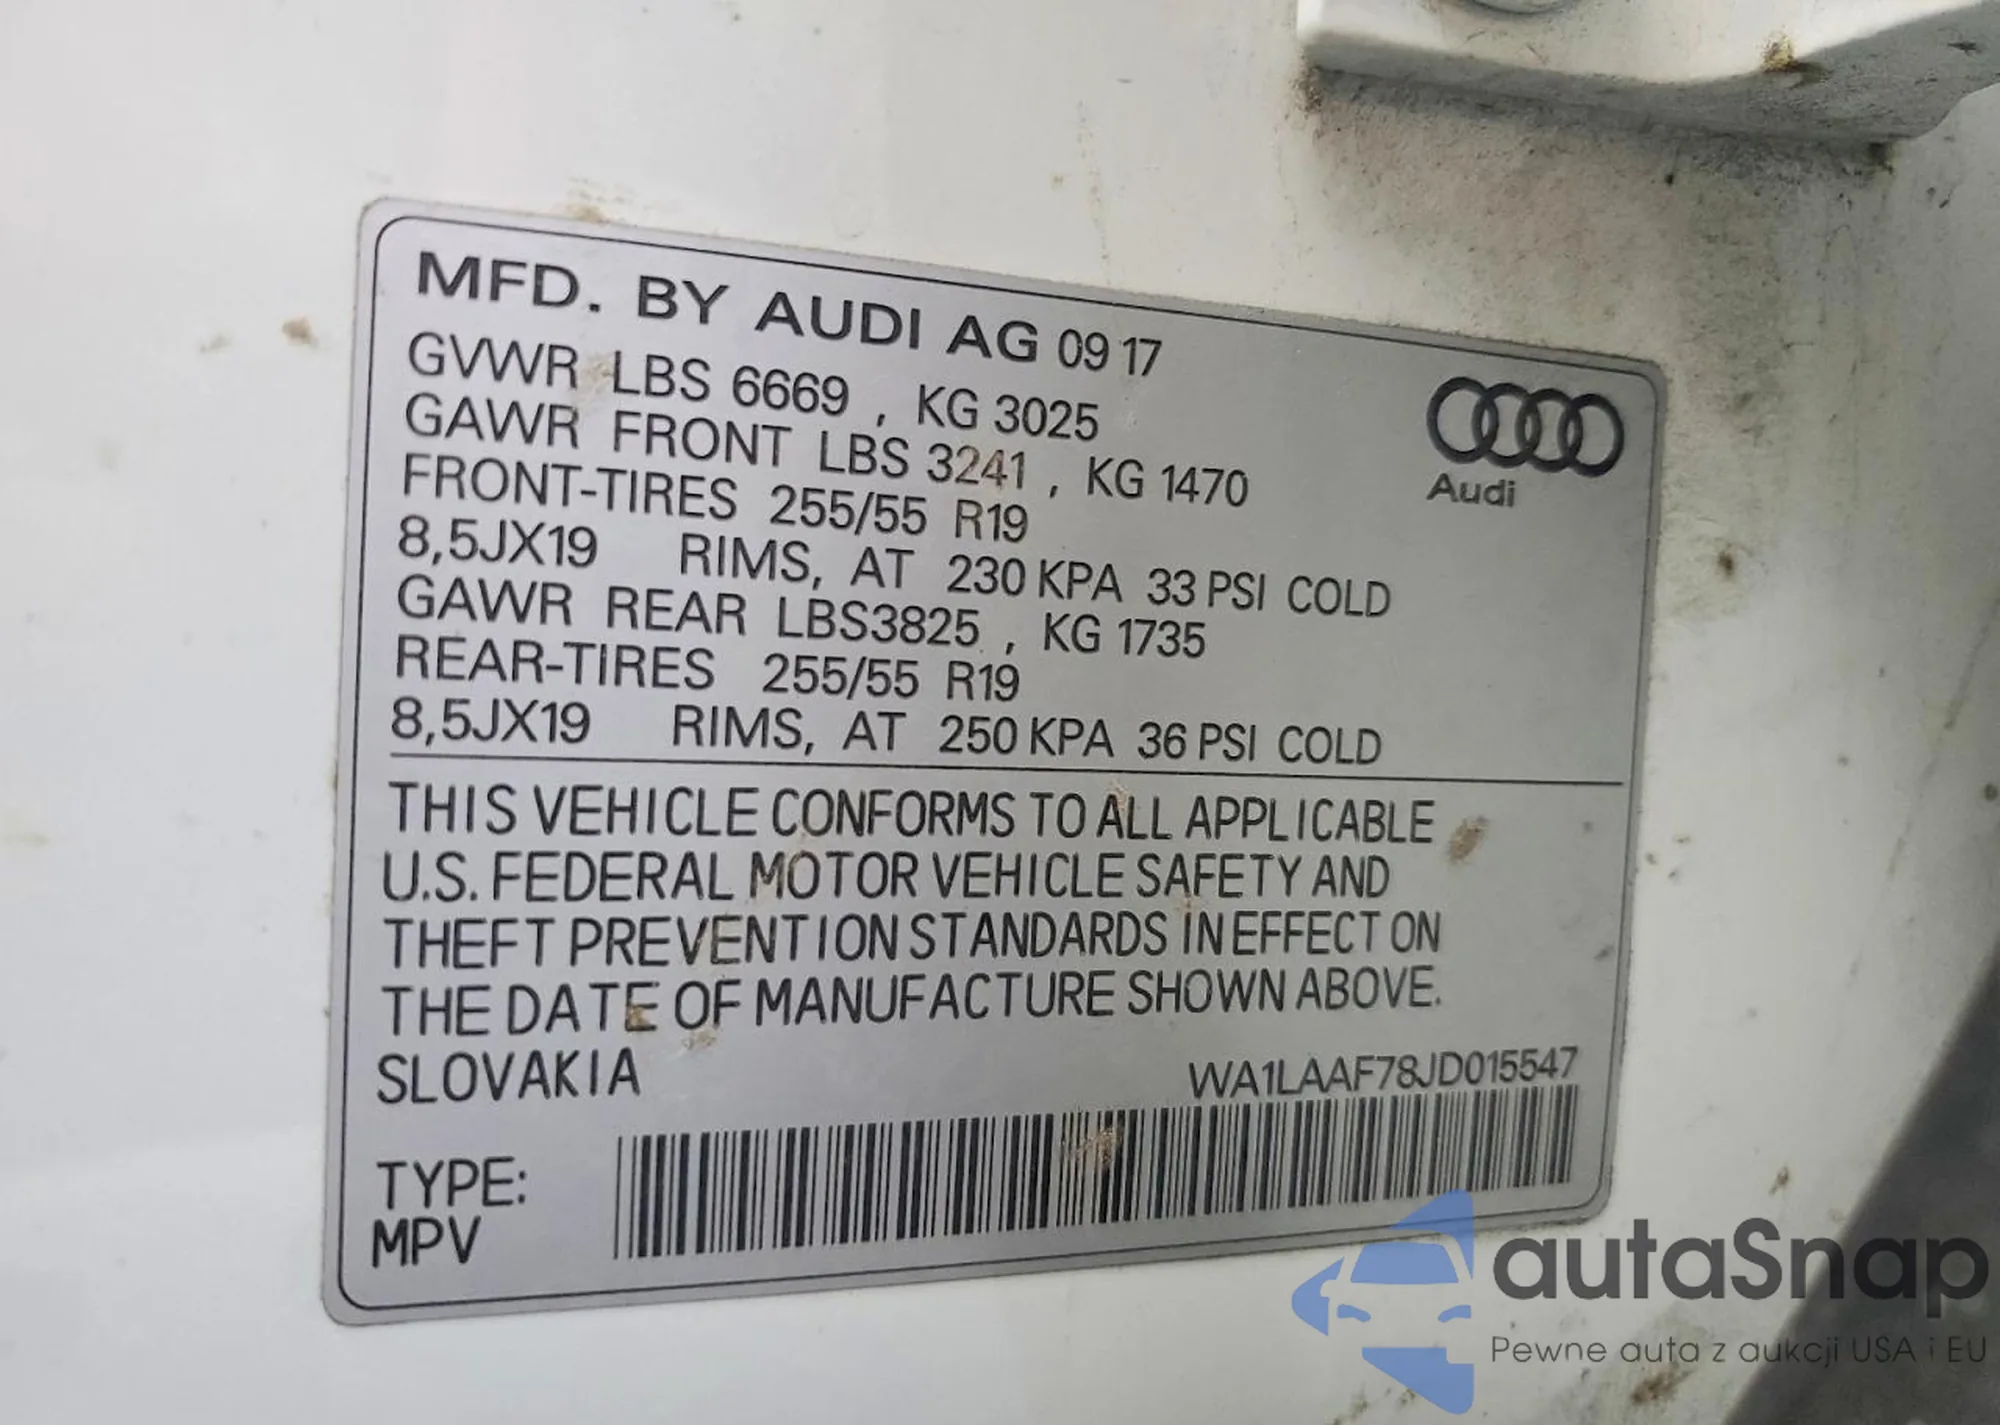 MFD. BY AUDI AG 09 17
GVWR LBS 6669 , KG 3025
GAWR FRONT LBS 3241 , KG 1470
FRONT-TIRES 255/55 R19
8,5JX19 RIMS, AT 230 KPA 33 PSI COLD
GAWR REAR LBS3825 , KG 1735
REAR-TIRES 255/55 R19
8,5JX19 RIMS, AT 250 KPA 36 PSI COLD
Audi
THIS VEHICLE CONFORMS TO ALL APPLICABLE
U.S. FEDERAL MOTOR VEHICLE SAFETY AND
THEFT PREVENTION STANDARDS IN EFFECT ON
THE DATE OF MANUFACTURE SHOWN ABOVE.
SLOVAKIA WA1LAAF78JD015547
TYPE:
MPV
autaSnap
Pewne auta z aukcji USA i EU